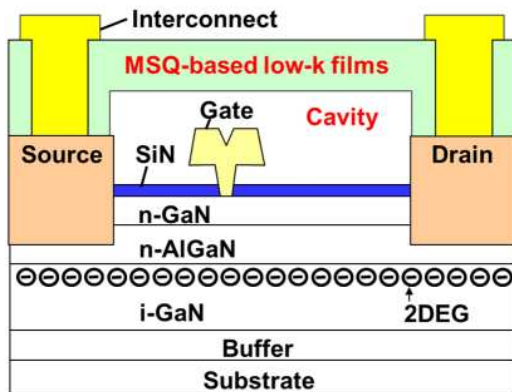 Interconnect
MSQ-based low-k films
Gate
Cavity
Source
SiN
Drain
n-GaN
n-AlGaN
i-GaN
2DEG
Buffer
Substrate